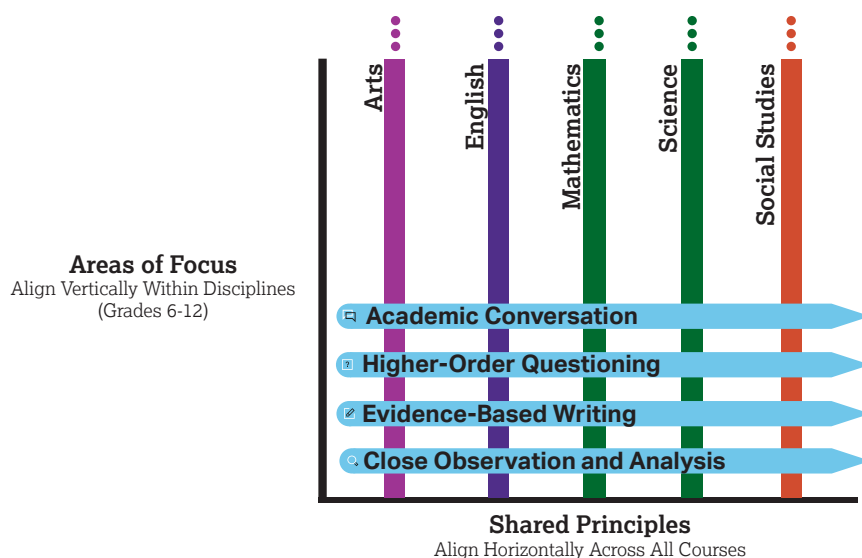 Arts
English
Mathematics
Science
Social Studies
Areas of Focus
Align Vertically Within Disciplines
(Grades 6-12)
Academic Conversation
? Higher-Order Questioning
Evidence-Based Writing
Close Observation and Analysis
Shared Principles
Align Horizontally Across All Courses